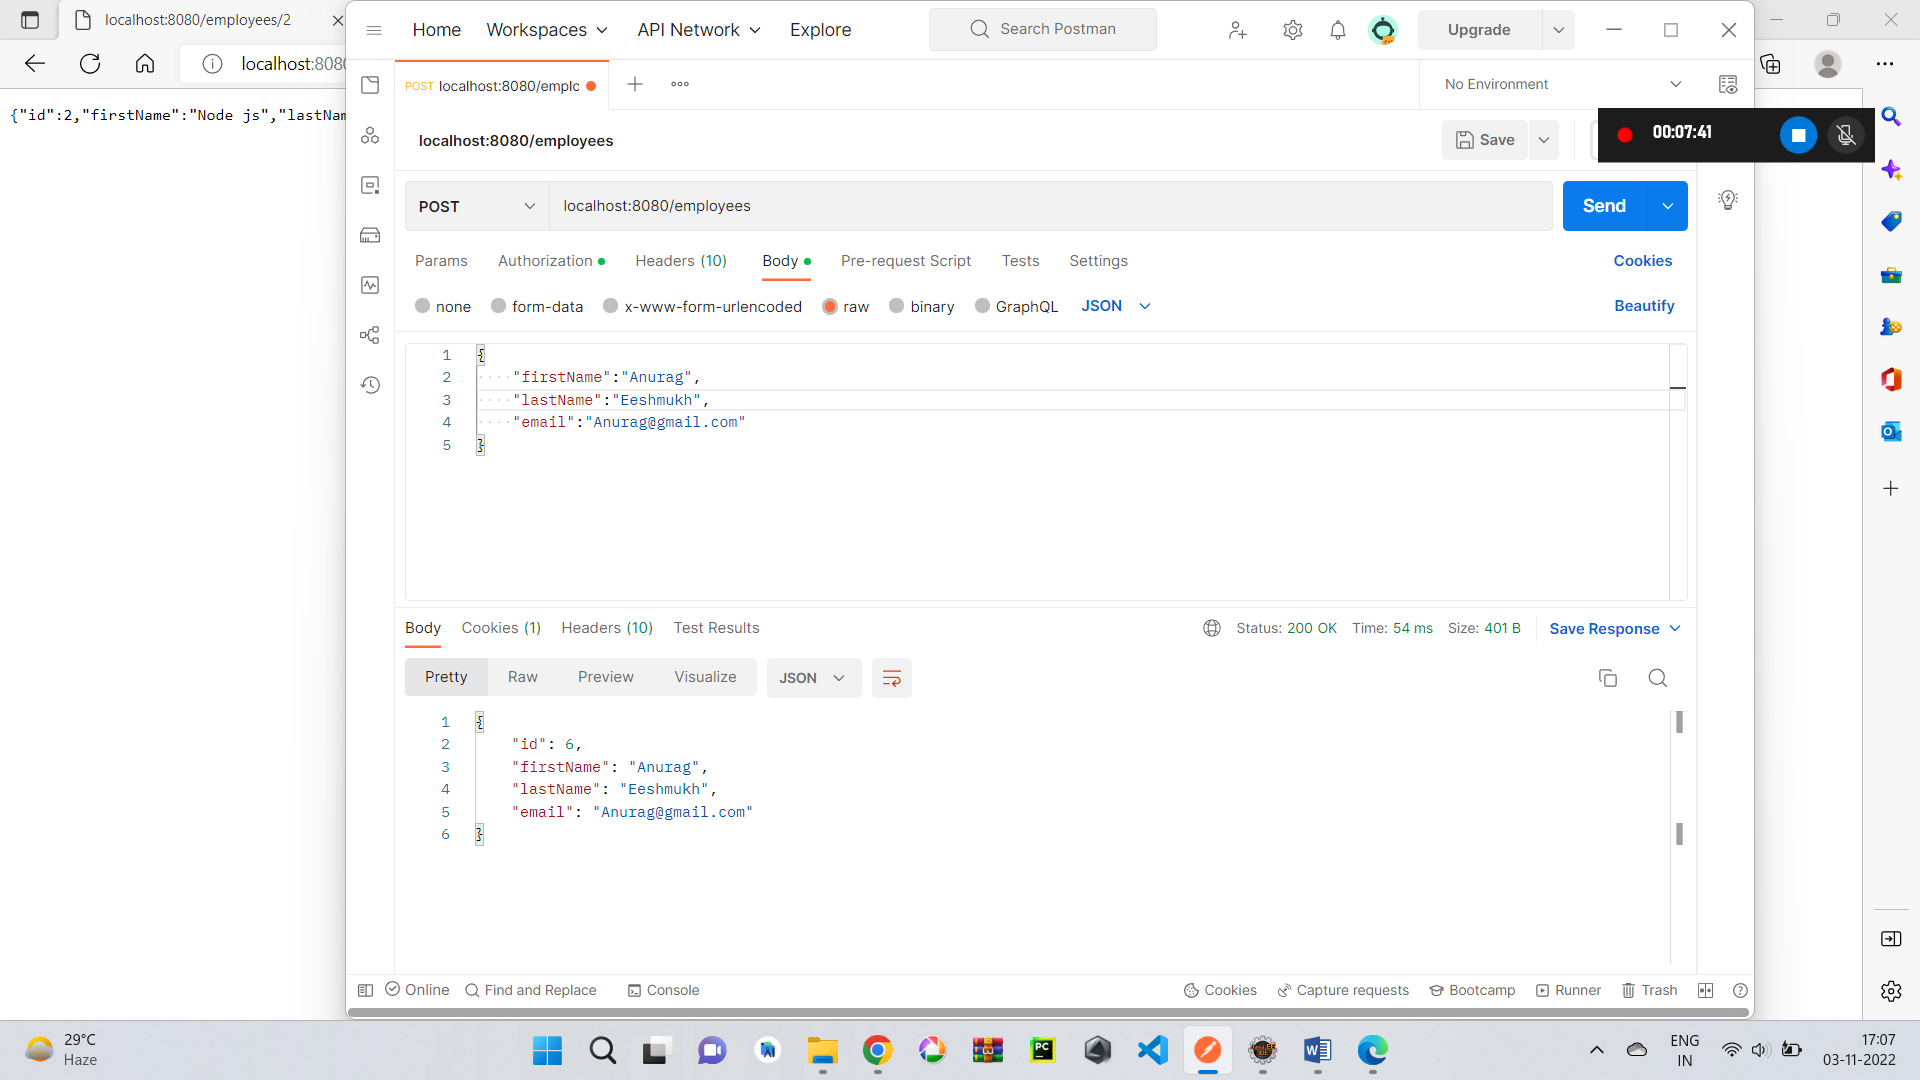 localhost:8080/employees/2
localhost:8080
{"id":2,"firstName":"Node js","lastNam
Home Workspaces API Network Explore
Search Postman
Upgrade
POST localhost:8080/emplo
No Environment
localhost:8080/employees
Save
00:07:41
POST localhost:8080/employees
Send
Params Authorization Headers (10) Body Pre-request Script Tests Settings
Cookies
none form-data x-www-form-urlencoded raw binary GraphQL JSON
Beautify
1 {
2 "firstName":"Anurag",
3 "lastName":"Eeshmukh",
4 "email":"Anurag@gmail.com"
5 }
Body Cookies (1) Headers (10) Test Results
Status: 200 OK Time: 54 ms Size: 401 B Save Response
Pretty Raw Preview Visualize JSON
1 {
2 "id": 6,
3 "firstName": "Anurag",
4 "lastName": "Eeshmukh",
5 "email": "Anurag@gmail.com"
6 }
Online Find and Replace Console
Cookies Capture requests Bootcamp Runner Trash
29°C
Haze
PC
ENG
IN
17:07
03-11-2022